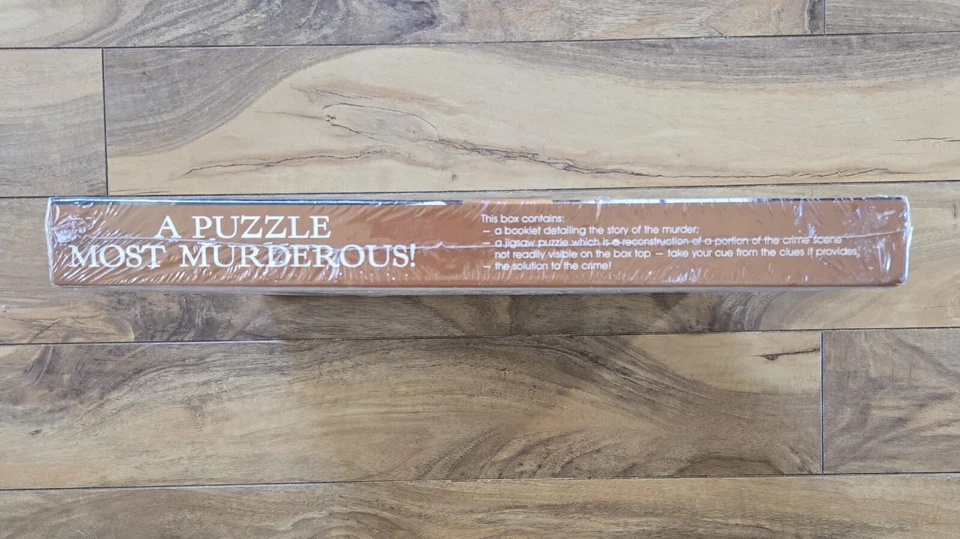 A PUZZLE
MOST MURDEROUS!
This box contains:
– a booklet detailing the story of the murder;
– a jigsaw puzzle which is a reconstruction of a portion of the crime scene
not readily visible on the box top – take your cue from the clues it provides;
– the solution to the crime!